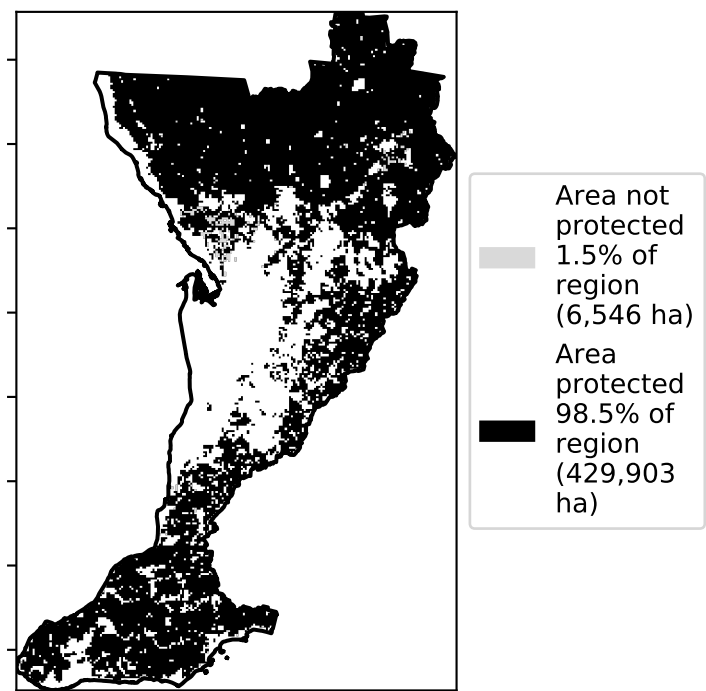 Area not
protected
1.5% of
region
(6,546 ha)
Area
protected
98.5% of
region
(429,903
ha)